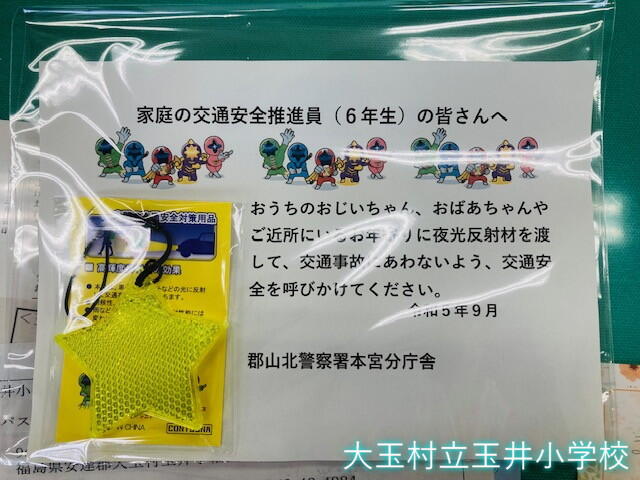 家庭の交通安全推進員（６年生）の皆さんへ
おうちのおじいちゃん、おばあちゃんや
ご近所にいるお年寄りに夜光反射材を渡
して、交通事故にあわないよう、交通安
全を呼びかけてください。
令和５年９月
郡山北警察署本宮分庁舎
安全対策用品
効果
CHINA
大玉村立玉井小学校